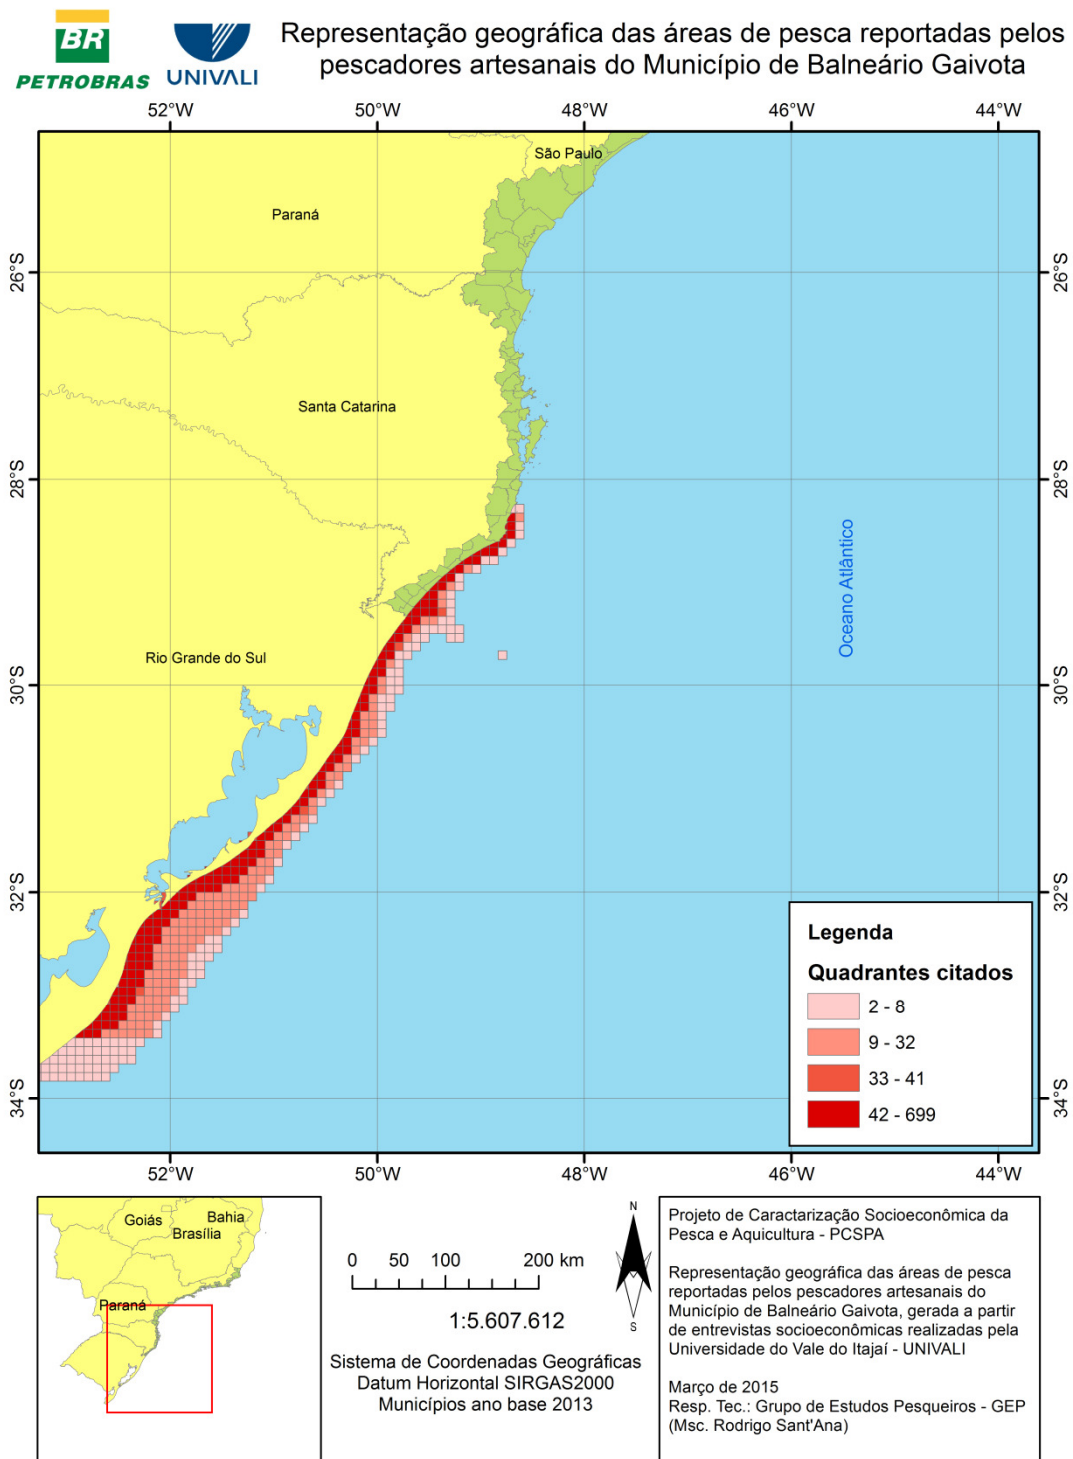 BR
PETROBRAS
UNIVALI
Representação geográfica das áreas de pesca reportadas pelos
pescadores artesanais do Município de Balneário Gaivota
52°W 50°W 48°W 46°W 44°W
São Paulo
Paraná
26°S 26°S
Santa Catarina
28°S 28°S
Oceano Atlântico
Rio Grande do Sul
30°S 30°S
32°S 32°S
Legenda
Quadrantes citados
2 - 8
9 - 32
33 - 41
42 - 699
34°S 34°S
52°W 50°W 48°W 46°W 44°W
Goiás
Bahia
Brasília
Paraná
0 50 100 200 km
1:5.607.612
Sistema de Coordenadas Geográficas
Datum Horizontal SIRGAS2000
Municípios ano base 2013
N
S
Projeto de Caractarização Socioeconômica da
Pesca e Aquicultura - PCSPA
Representação geográfica das áreas de pesca
reportadas pelos pescadores artesanais do
Município de Balneário Gaivota, gerada a partir
de entrevistas socioeconômicas realizadas pela
Universidade do Vale do Itajaí - UNIVALI
Março de 2015
Resp. Tec.: Grupo de Estudos Pesqueiros - GEP
(Msc. Rodrigo Sant'Ana)